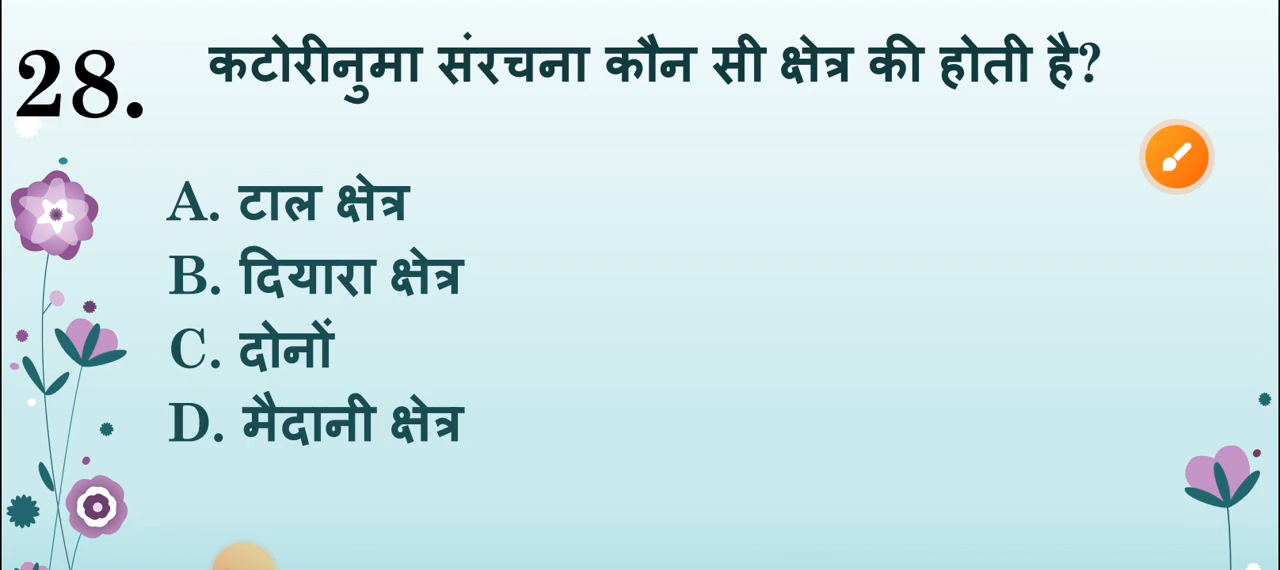 28. कटोरीनुमा संरचना कौन सी क्षेत्र की होती है?
A. टाल क्षेत्र
B. दियारा क्षेत्र
C. दोनों
D. मैदानी क्षेत्र